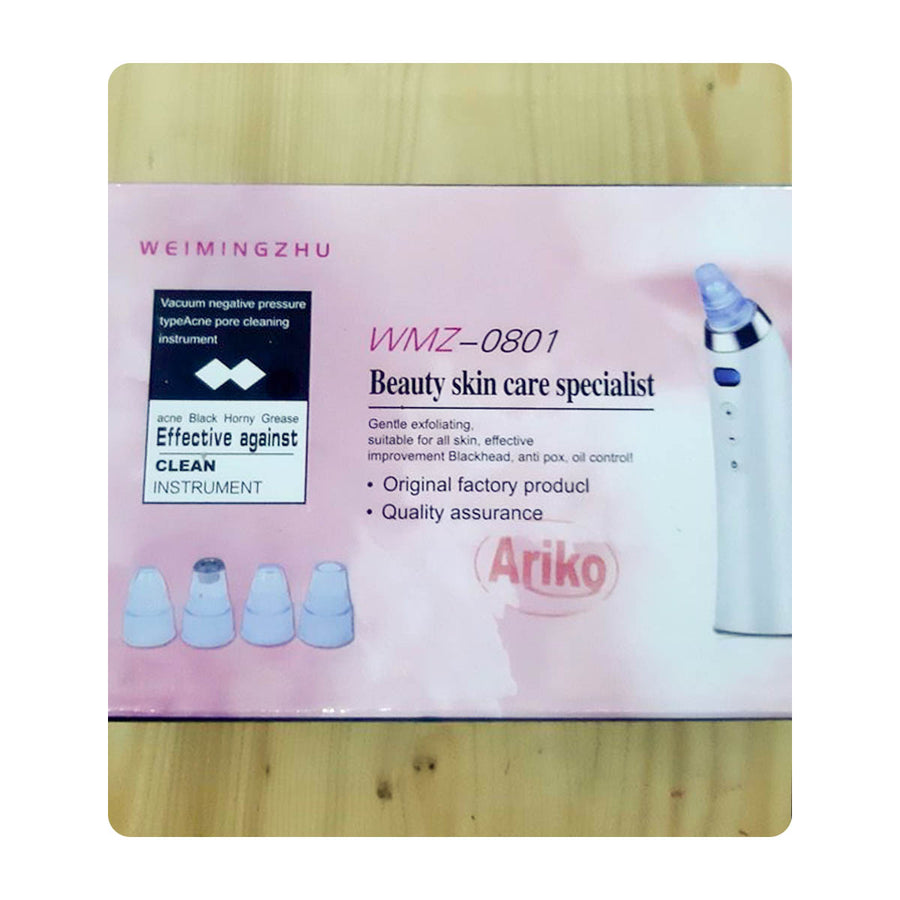 WEIMINGZHU
Vacuum negative pressure
typeAcne pore cleaning
instrument
acne Black Horny Grease
Effective against
CLEAN
INSTRUMENT
WMZ-0801
Beauty skin care specialist
Gentle exfoliating,
suitable for all skin, effective
improvement Blackhead, anti pox, oil control!
• Original factory producl
• Quality assurance
Ariko